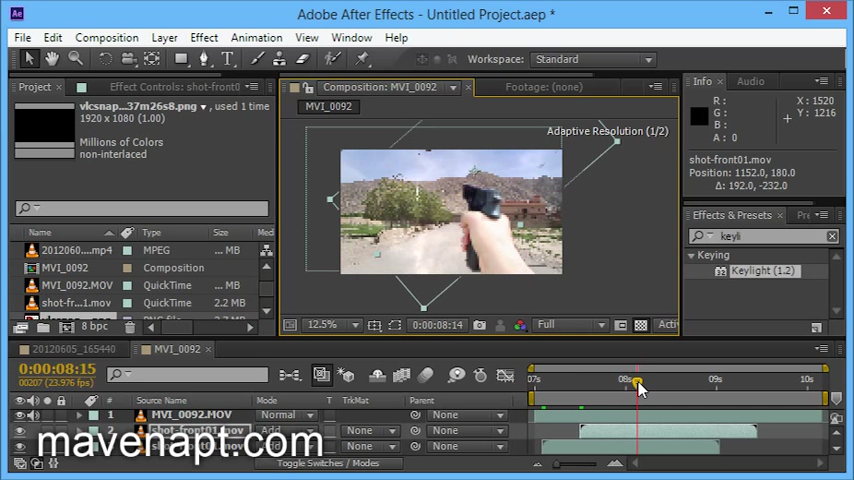 Adobe After Effects - Untitled Project.aep *
File Edit Composition Layer Effect Animation View Window Help
Workspace: Standard
Project Effect Controls: shot-front0
Composition: MVI_0092 Footage: (none)
Info Audio
vlcsnap...37m26s8.png, used 1 time
1920 x 1080 (1.00)
Millions of Colors
non-interlaced
MVI_0092
Adaptive Resolution (1/2)
R :
G :
B :
A : 0
X : 1520
Y : 1216
shot-front01.mov
Position: 1152.0, 180.0
Δ: 192.0, -232.0
Effects & Presets Pre
keyli
Keying
Keylight (1.2)
Name Type Size Med
2012060....mp4 MPEG ... MB
MVI_0092 Composition
MVI_0092.MOV QuickTime ... MB
shot-fr...1.mov QuickTime 2.2 MB
8 bpc
12.5% 0:00:08:14 Full Activ
20120605_165440 MVI_0092
0:00:08:15
00207 (23.976 fps)
07s 08s 09s 10s
# Source Name Mode T TrkMat Parent
1 MVI_0092.MOV Normal None
2 shot-front01.mov Add None None
Add None None
Toggle Switches / Modes
mavenapt.com